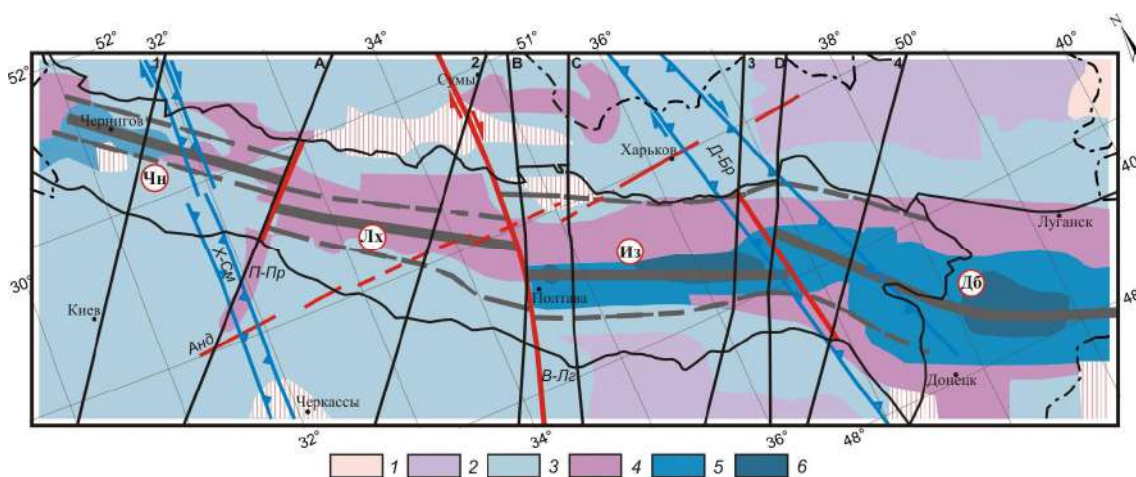 52° 32° 34° 51° 36° 38° 50° 40°
N
52°
1 A 2 B C 3 D 4 4
Сумы
Чернигов
Харьков
Д-Бр
40°
Чн
Луганск
Лх
Из
Х-См
П-Пр
Дб
30°
Полтава
48°
Киев
Анд
В-Лг
Донецк
Черкассы
32° 34° 36° 48°
1 2 3 4 5 6